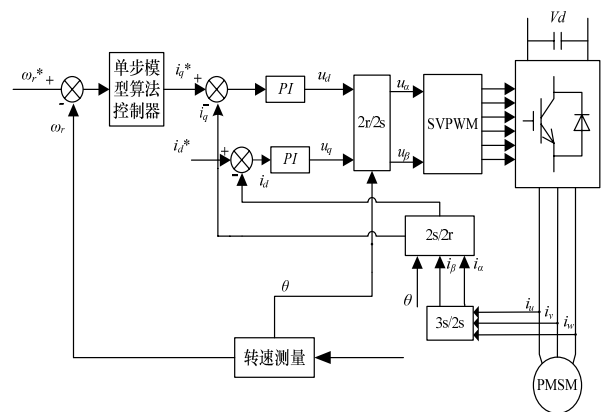 Vd
ωr* +
-
ωr
单步模
型算法
控制器
iq* +
-
iq
PI
ud
2r/2s
uα
SVPWM
id* +
-
id
PI
uq
uβ
2s/2r
θ
iβ
iα
θ
3s/2s
iu
iv
iw
转速测量
PMSM